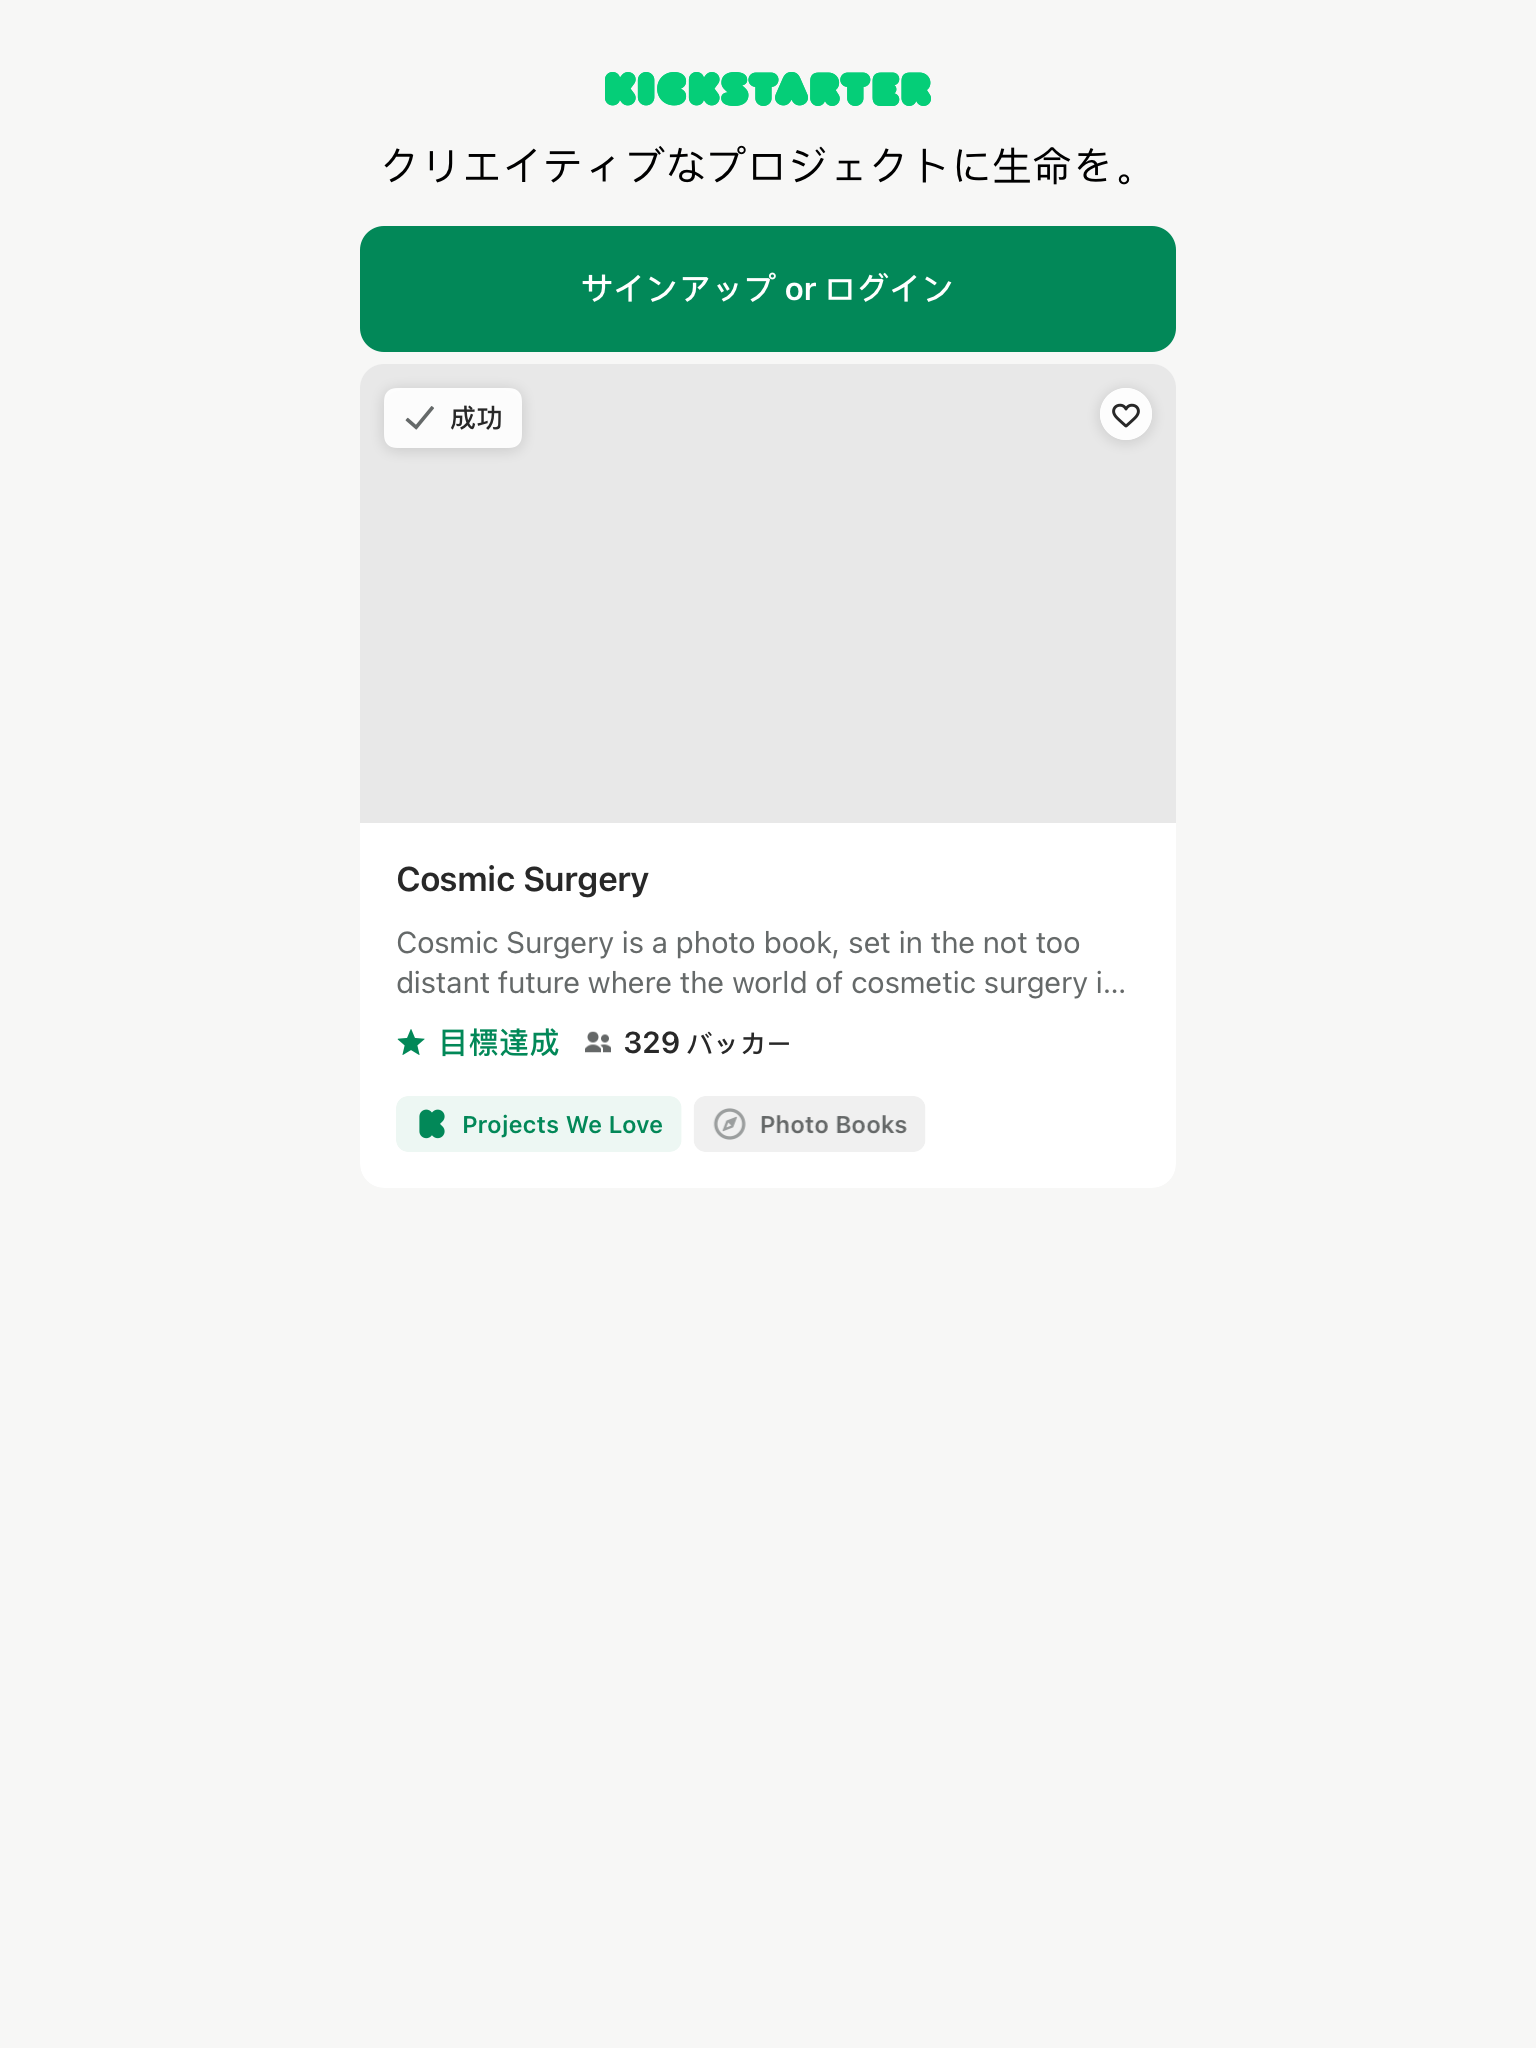 KICKSTARTER
クリエイティブなプロジェクトに生命を。
サインアップ or ログイン
成功
Cosmic Surgery
Cosmic Surgery is a photo book, set in the not too
distant future where the world of cosmetic surgery i...
目標達成 329 バッカー
Projects We Love Photo Books